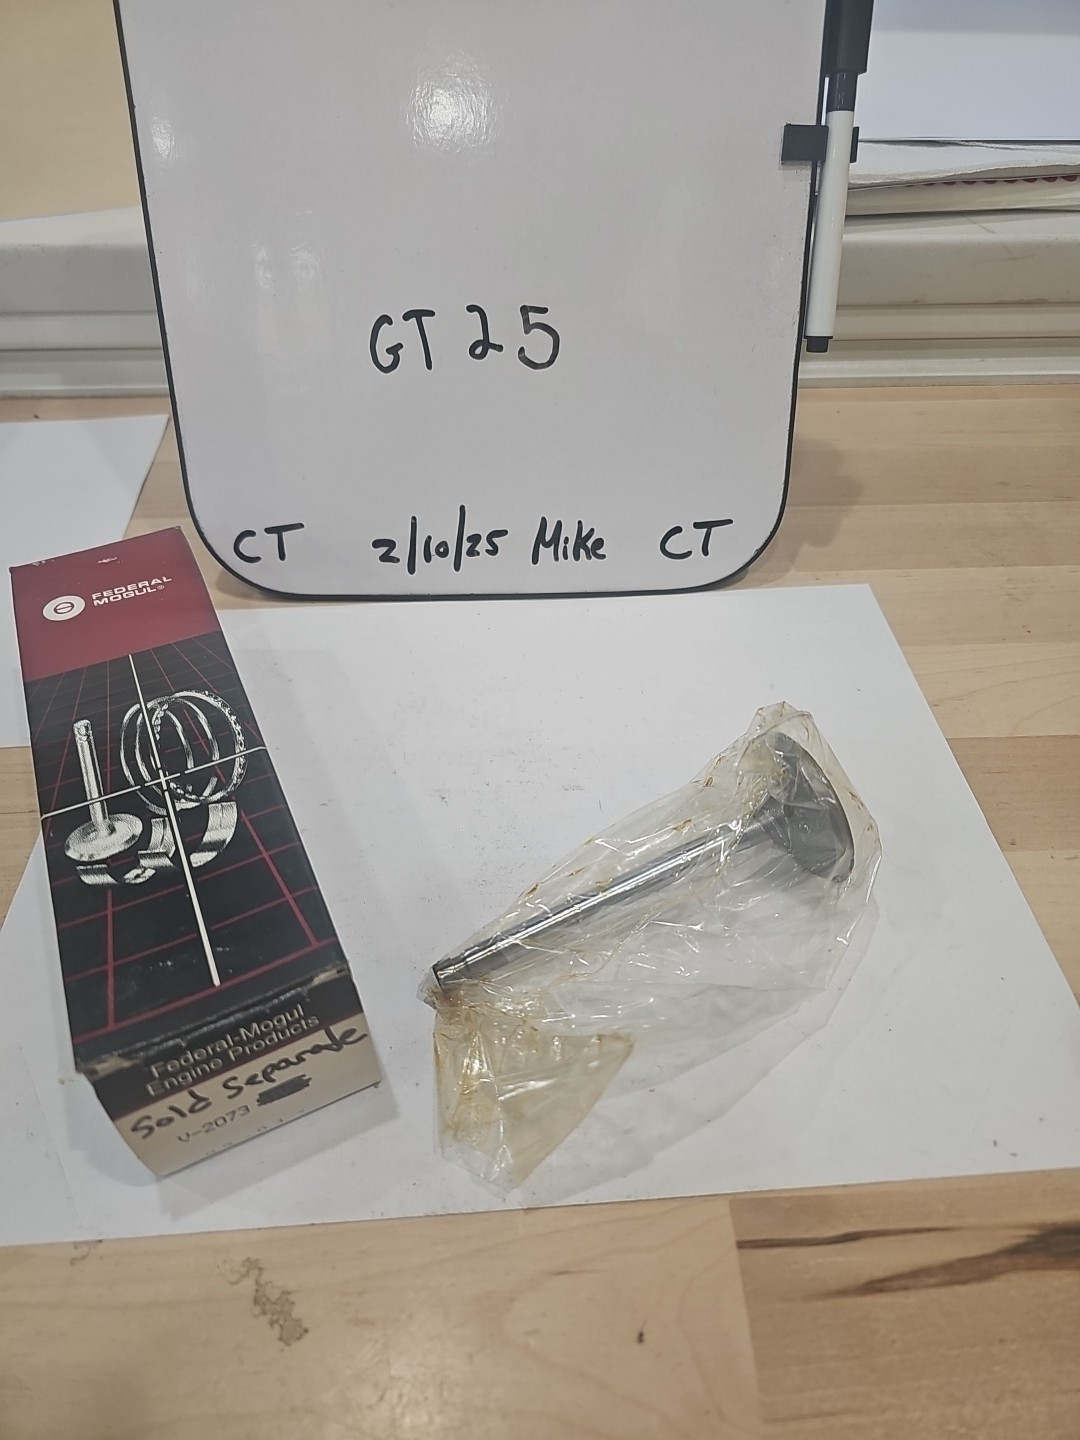 GT 25
CT 2/10/25 Mike CT
FEDERAL
MOGUL®
Federal-Mogul
Engine Products
Sold Separate
V-2073